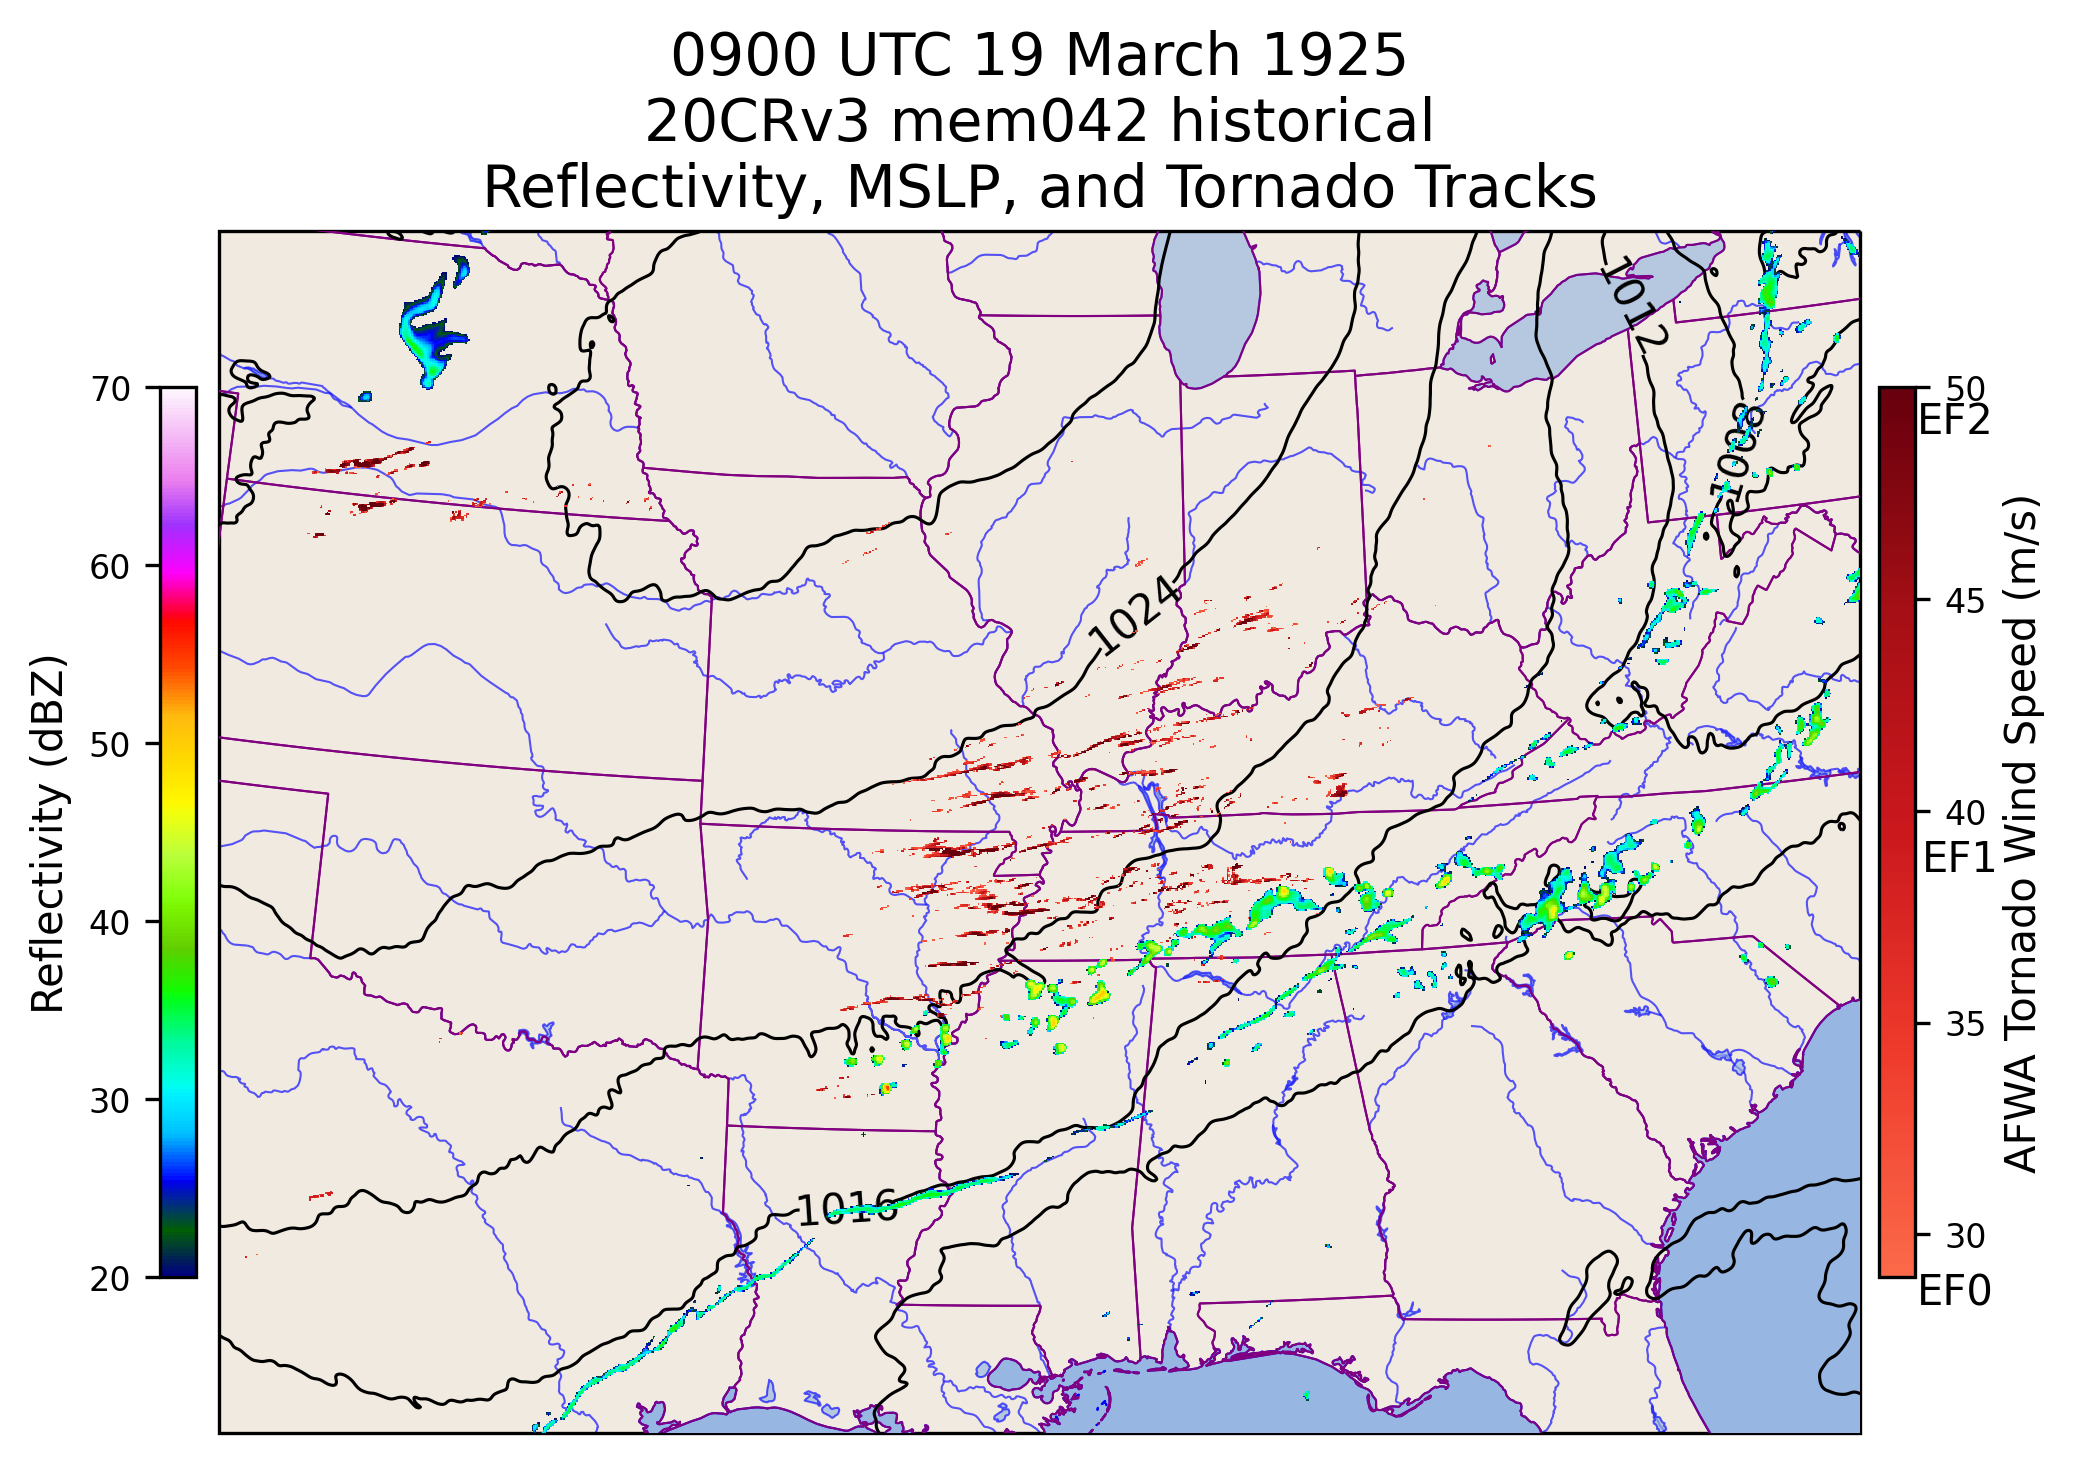 0900 UTC 19 March 1925
20CRv3 mem042 historical
Reflectivity, MSLP, and Tornado Tracks
Reflectivity (dBZ)
70
60
50
40
30
20
1012
1008
1024
1016
50
EF2
45
40
EF1
35
30
EF0
AFWA Tornado Wind Speed (m/s)